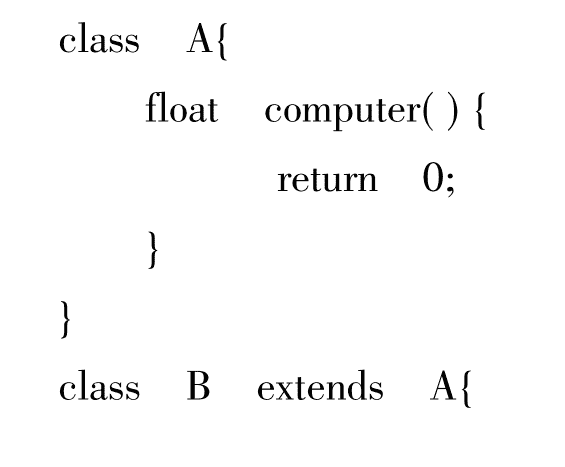 class A{
float computer( ) {
return 0;
}
}
class B extends A{